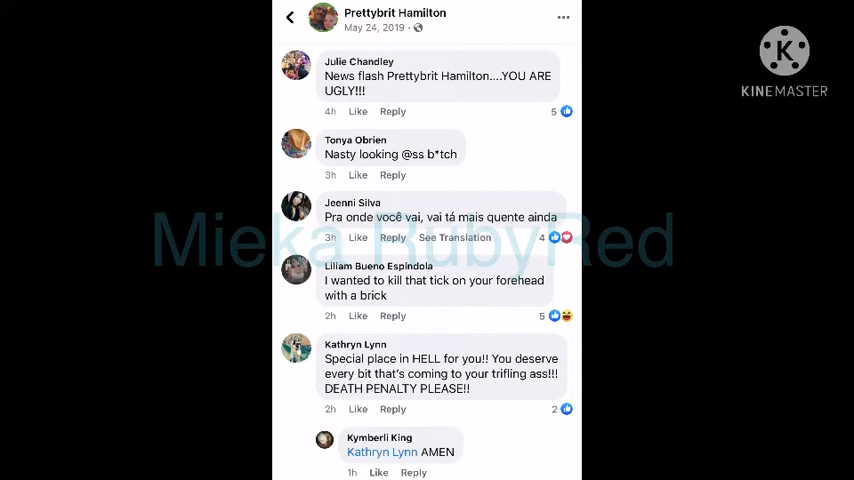 Prettybrit Hamilton
May 24, 2019
KINEMASTER
Julie Chandley
News flash Prettybrit Hamilton....YOU ARE
UGLY!!!
4h Like Reply 5
Tonya Obrien
Nasty looking @ss b*tch
3h Like Reply
Jeenni Silva
Pra onde você vai, vai tá mais quente ainda
3h Like Reply See Translation 4
Mieka RubyRed
Liliam Bueno Espíndola
I wanted to kill that tick on your forehead
with a brick
2h Like Reply 5
Kathryn Lynn
Special place in HELL for you!! You deserve
every bit that's coming to your trifling ass!!!
DEATH PENALTY PLEASE!!
2h Like Reply 2
Kymberli King
Kathryn Lynn AMEN
1h Like Reply